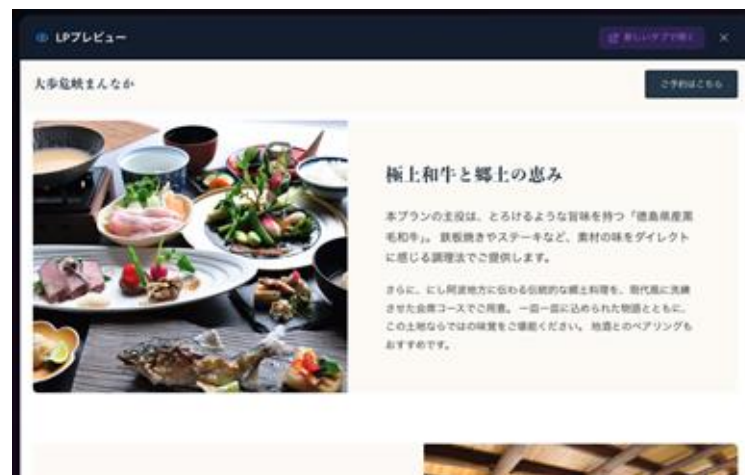 LPプレビュー
新しいタブで開く
大歩危峡まんなか
ご予約はこちら
極上和牛と郷土の恵み
本プランの主役は、とろけるような旨味を持つ「徳島県産黒
毛和牛」。 鉄板焼きやステーキなど、素材の味をダイレクト
に感じる調理法でご提供します。
さらに、にし阿波地方に伝わる伝統的な郷土料理を、現代風に洗練
させた会席コースでご用意。 一皿一皿に込められた物語とともに、
この土地ならではの味覚をご堪能ください。 地酒とのペアリングも
おすすめです。